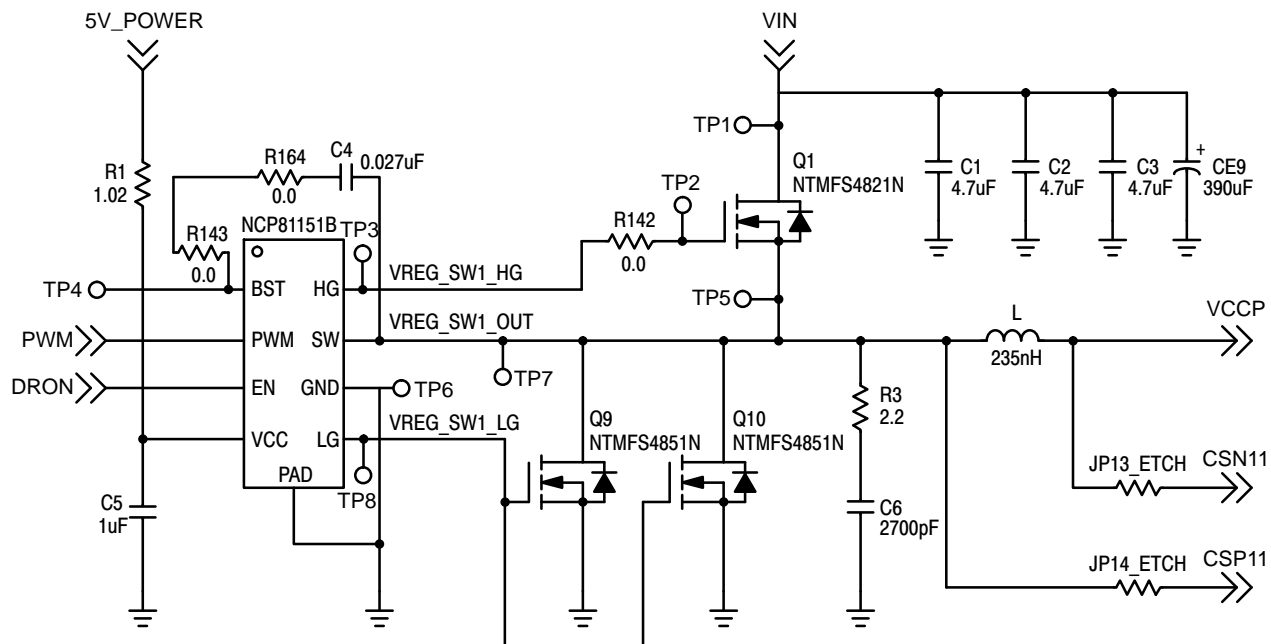 5V_POWER
VIN
TP1
R1
1.02
R164
0.0
C4
0.027uF
Q1
NTMFS4821N
C1
4.7uF
C2
4.7uF
C3
4.7uF
+
CE9
390uF
TP2
R143
0.0
NCP81151B
TP3
R142
0.0
TP4
BST
HG
VREG_SW1_HG
TP5
PWM
PWM
SW
VREG_SW1_OUT
L
235nH
VCCP
DRON
EN
GND
TP6
TP7
VCC
LG
VREG_SW1_LG
PAD
TP8
Q9
NTMFS4851N
Q10
NTMFS4851N
R3
2.2
C5
1uF
C6
2700pF
JP13_ETCH
CSN11
JP14_ETCH
CSP11